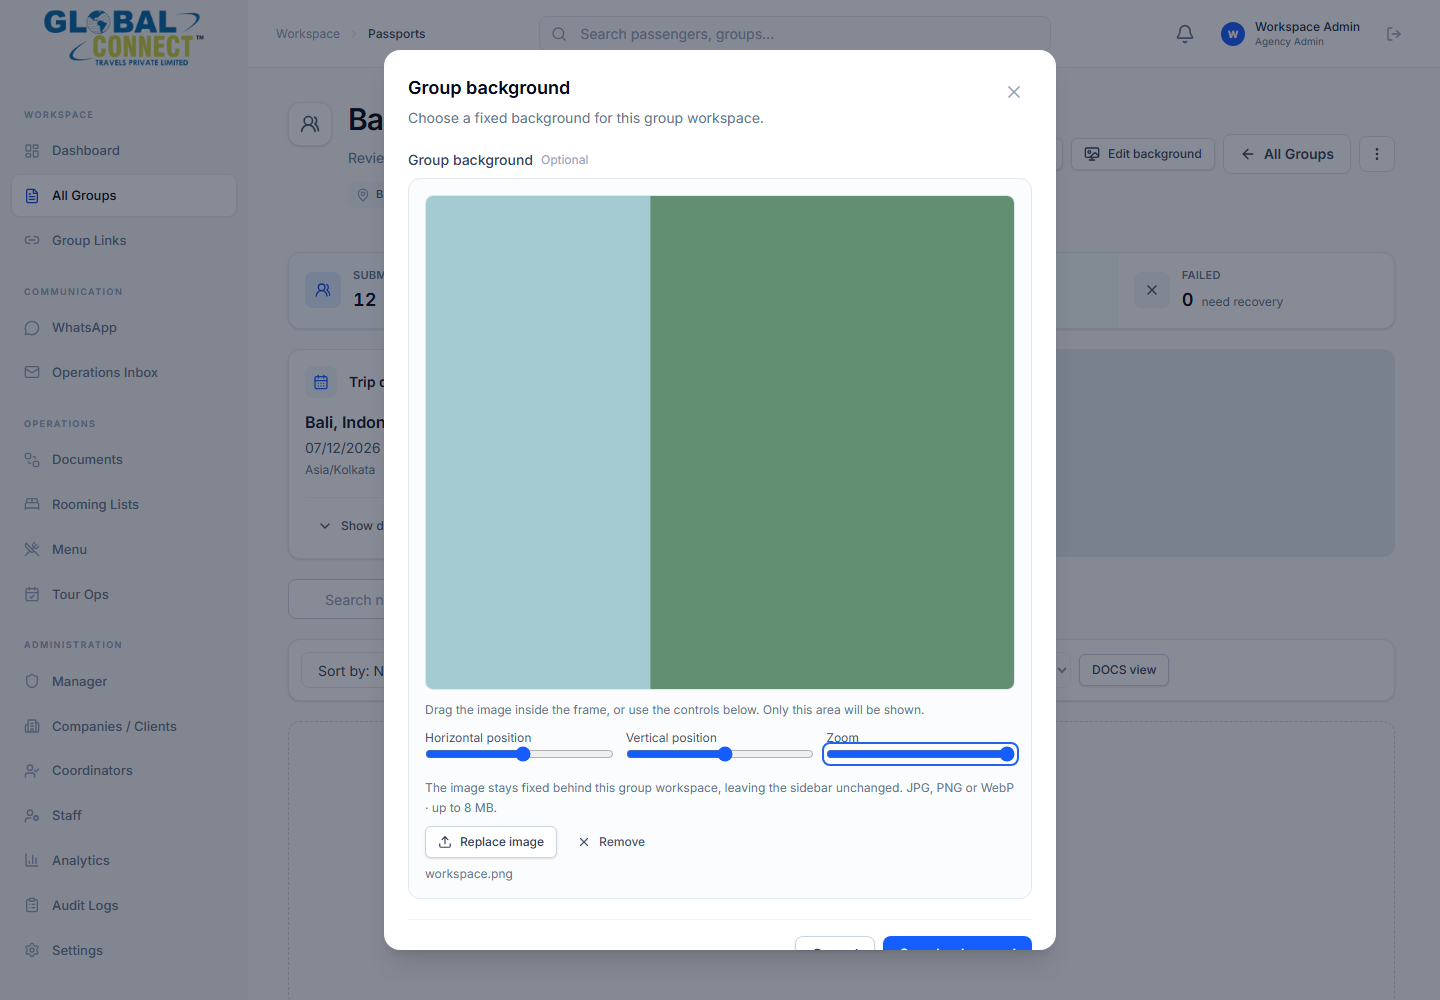 GLOBAL
CONNECT™
TRAVELS PRIVATE LIMITED
Workspace
Passports
Search passengers, groups...
W
Workspace Admin
Agency Admin
WORKSPACE
Dashboard
All Groups
Group Links
COMMUNICATION
WhatsApp
Operations Inbox
OPERATIONS
Documents
Rooming Lists
Menu
Tour Ops
ADMINISTRATION
Manager
Companies / Clients
Coordinators
Staff
Analytics
Audit Logs
Settings
Edit background
All Groups
12
FAILED
0 need recovery
Trip
Bali,
07/12/2026
Asia/Kolkata
Show
Search
Sort by:
DOCS view
Group background
Choose a fixed background for this group workspace.
Group background Optional
Drag the image inside the frame, or use the controls below. Only this area will be shown.
Horizontal position
Vertical position
Zoom
The image stays fixed behind this group workspace, leaving the sidebar unchanged. JPG, PNG or WebP
· up to 8 MB.
Replace image
Remove
workspace.png